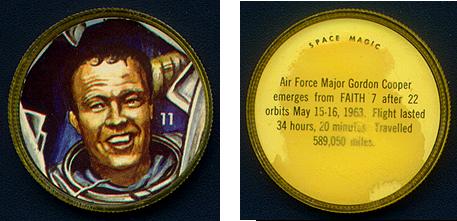 11
SPACE MAGIC
Air Force Major Gordon Cooper
emerges from FAITH 7 after 22
orbits May 15-16, 1963. Flight lasted
34 hours, 20 minutes. Travelled
589,050 miles.